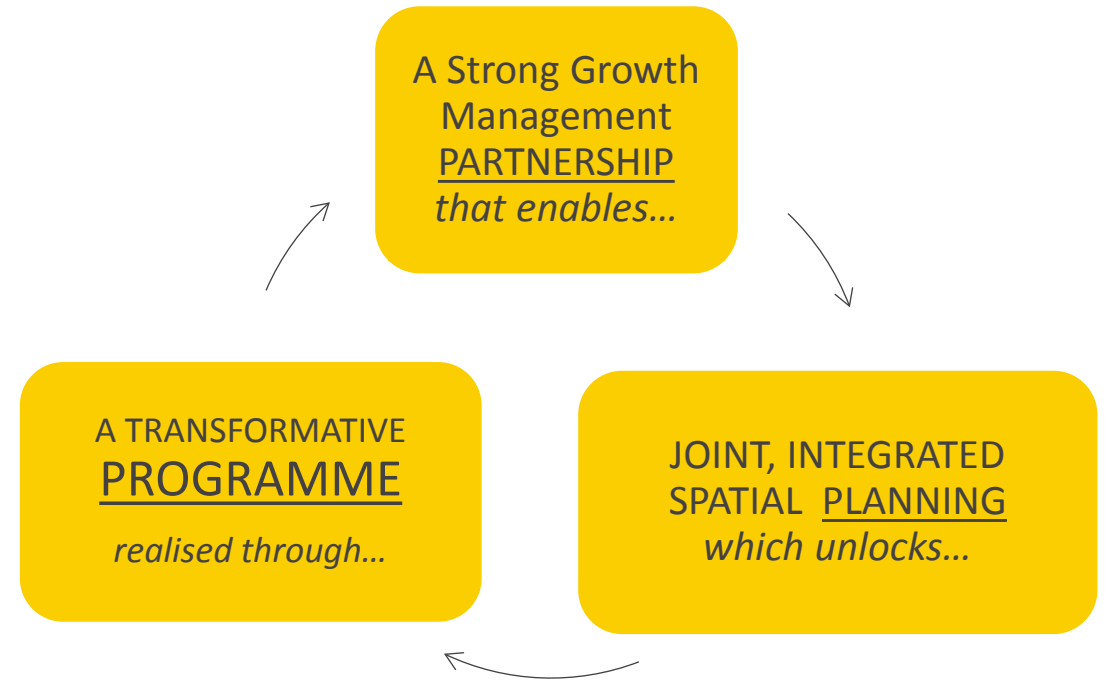 A Strong Growth
Management
PARTNERSHIP
that enables…
JOINT, INTEGRATED
SPATIAL  PLANNING
which unlocks…
A TRANSFORMATIVE
PROGRAMME
realised through…